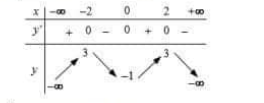 x -∞ -2 0 2 +∞
y' + 0 - 0 + 0 -
3 3
y -1
-∞ -∞